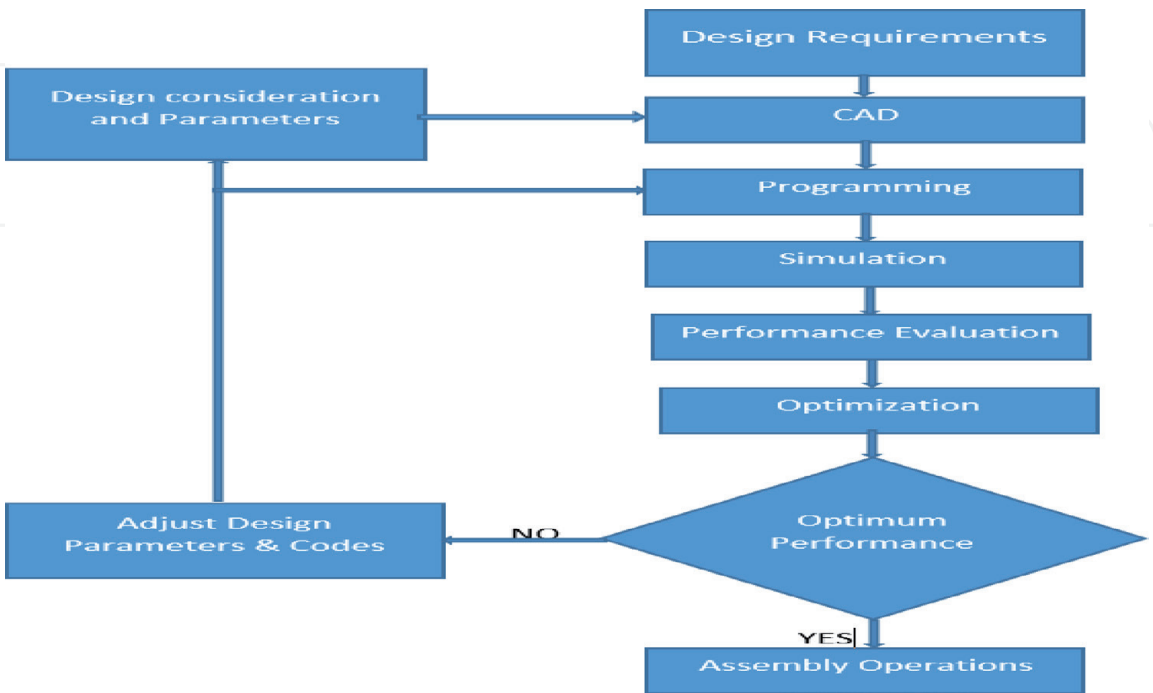 Design Requirements
Design consideration
and Parameters
CAD
Programming
Simulation
Performance Evaluation
Optimization
Optimum
Performance
NO
Adjust Design
Parameters & Codes
YES
Assembly Operations